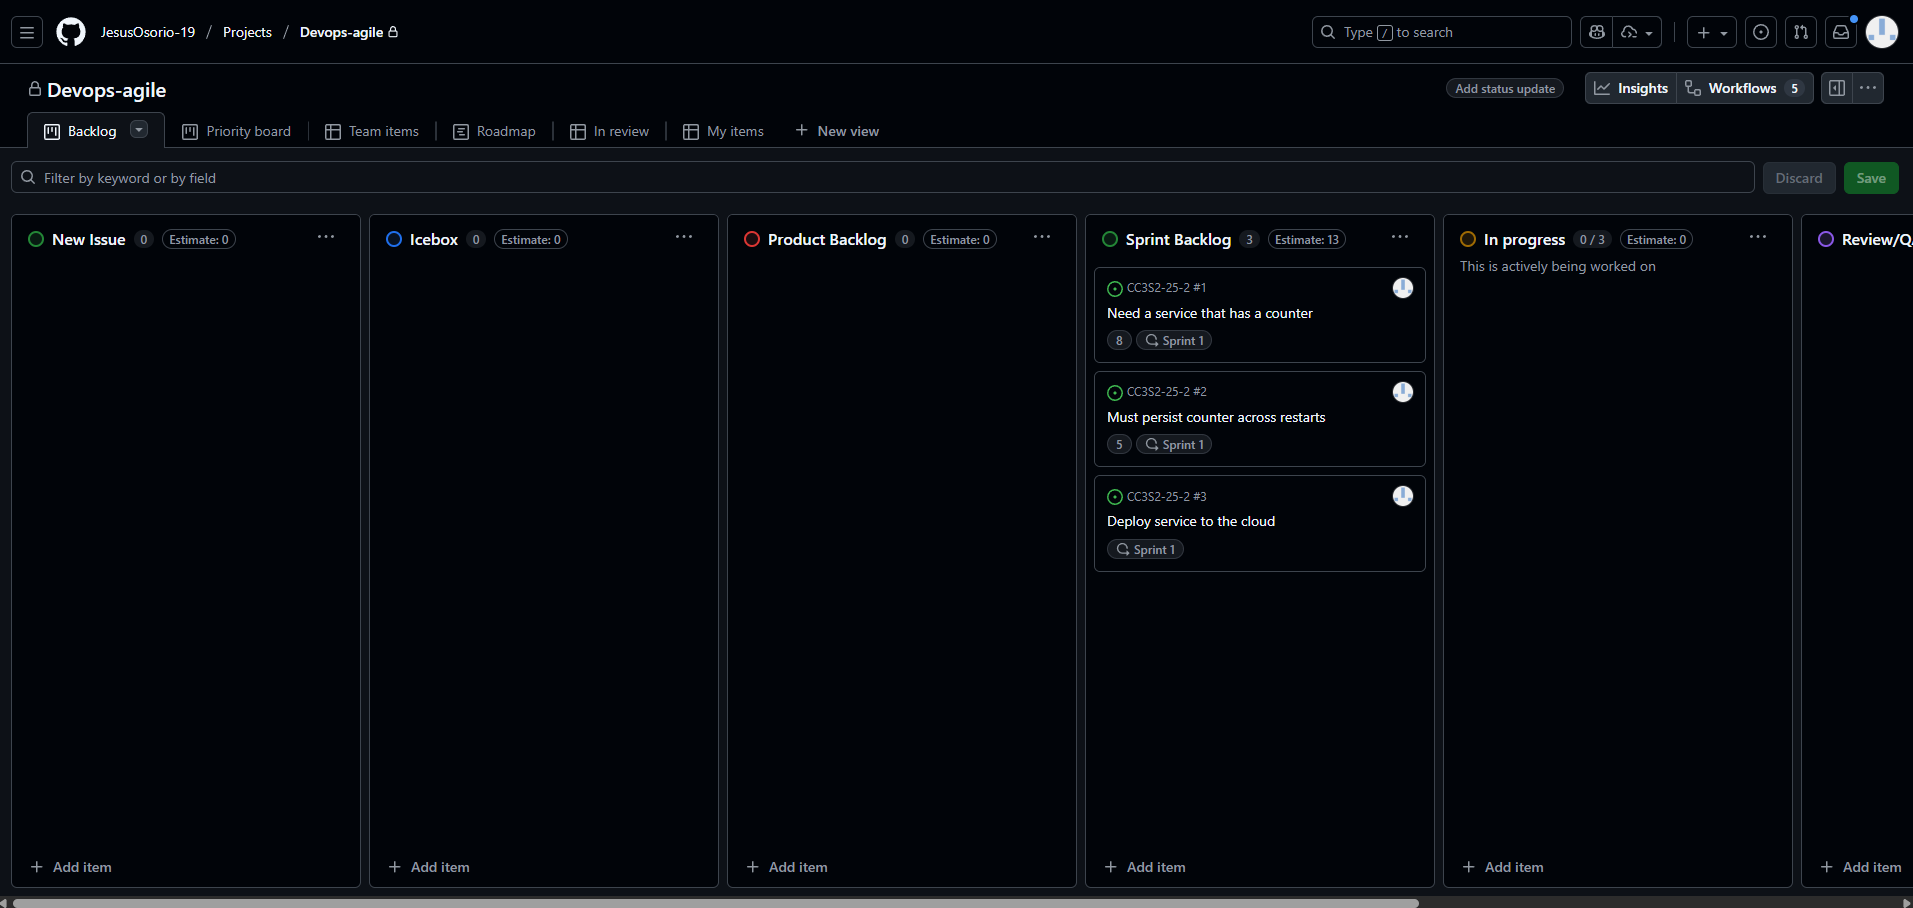 JesusOsorio-19 / Projects / Devops-agile
Type / to search
Devops-agile
Add status update
Insights
Workflows 5
Backlog
Priority board
Team items
Roadmap
In review
My items
New view
Filter by keyword or by field
Discard
Save
New Issue 0 Estimate: 0
Add item
Icebox 0 Estimate: 0
Add item
Product Backlog 0 Estimate: 0
Add item
Sprint Backlog 3 Estimate: 13
CC3S2-25-2 #1
Need a service that has a counter
8 Sprint 1
CC3S2-25-2 #2
Must persist counter across restarts
5 Sprint 1
CC3S2-25-2 #3
Deploy service to the cloud
Sprint 1
Add item
In progress 0 / 3 Estimate: 0
This is actively being worked on
Add item
Review/Q
Add item